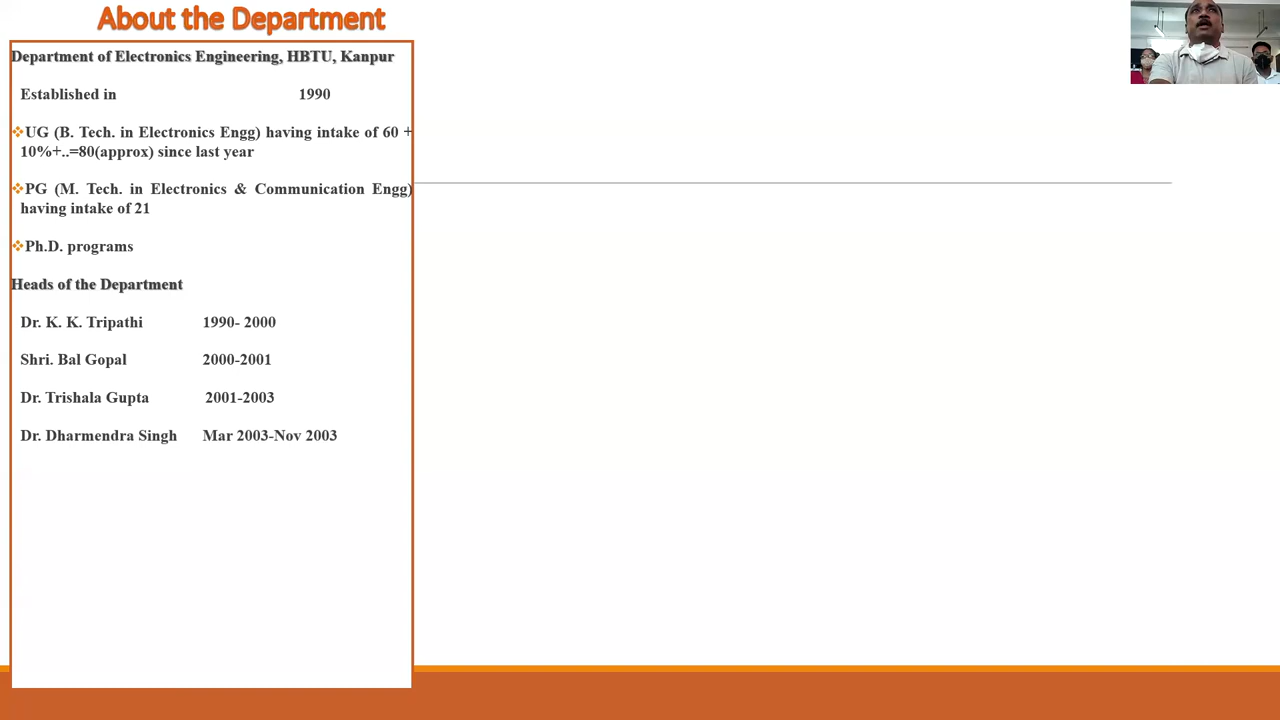 About the Department
Department of Electronics Engineering, HBTU, Kanpur
Established in 1990
❖UG (B. Tech. in Electronics Engg) having intake of 60 +
10%+..=80(approx) since last year
❖PG (M. Tech. in Electronics & Communication Engg)
having intake of 21
❖Ph.D. programs
Heads of the Department
Dr. K. K. Tripathi 1990- 2000
Shri. Bal Gopal 2000-2001
Dr. Trishala Gupta 2001-2003
Dr. Dharmendra Singh Mar 2003-Nov 2003